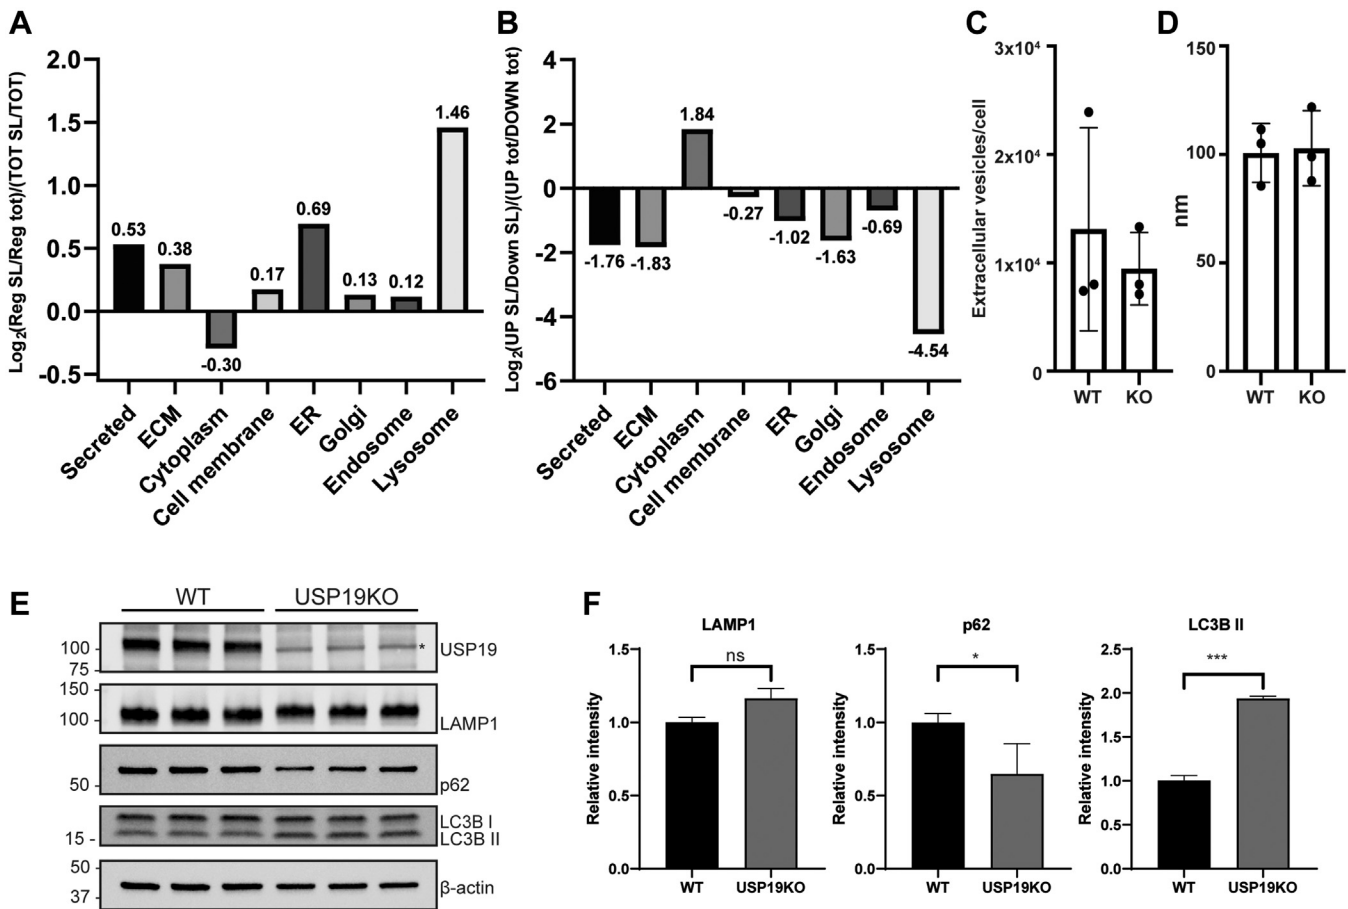 A
Log2(Reg SL/Reg tot)/(TOT SL/TOT)
2.0
1.5
1.0
0.5
0.0
-0.5
0.53
0.38
-0.30
0.17
0.69
0.13
0.12
1.46
Secreted
ECM
Cytoplasm
Cell membrane
ER
Golgi
Endosome
Lysosome
B
Log2(UP SL/Down SL)/(UP tot/DOWN tot)
4
2
0
-2
-4
-6
-1.76
-1.83
1.84
-0.27
-1.02
-1.63
-0.69
-4.54
Secreted
ECM
Cytoplasm
Cell membrane
ER
Golgi
Endosome
Lysosome
C
Extracellular vesicles/cell
3x10⁴
2x10⁴
1x10⁴
0
WT
KO
D
nm
150
100
50
0
WT
KO
E
WT
USP19KO
100 -
75 -
*
USP19
150 -
100 -
LAMP1
50 -
p62
15 -
LC3B I
LC3B II
50 -
37 -
β-actin
F
LAMP1
Relative intensity
1.5
1.0
0.5
0.0
ns
WT
USP19KO
p62
Relative intensity
1.5
1.0
0.5
0.0
*
WT
USP19KO
LC3B II
Relative intensity
2.5
2.0
1.5
1.0
0.5
0.0
***
WT
USP19KO